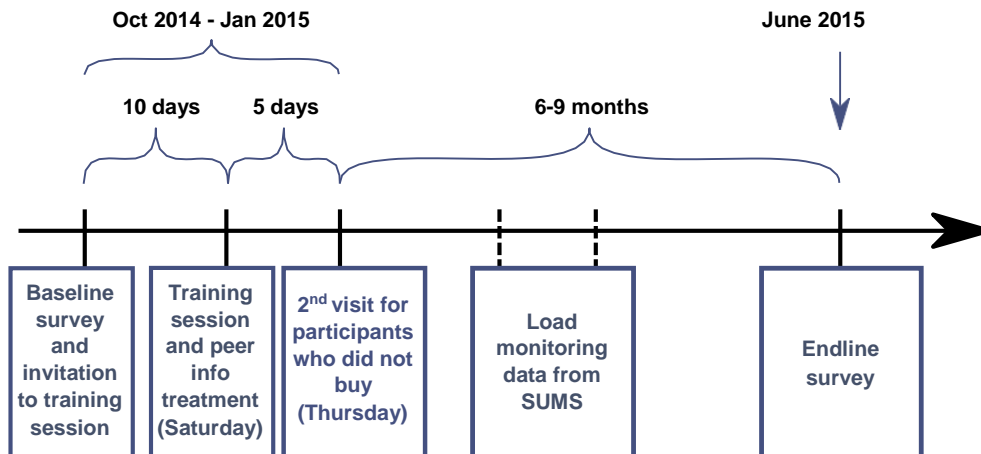 Oct 2014 - Jan 2015
June 2015
10 days
5 days
6-9 months
Baseline
survey
and
invitation
to training
session
Training
session
and peer
info
treatment
(Saturday)
2nd visit for
participants
who did not
buy
(Thursday)
Load
monitoring
data from
SUMS
Endline
survey